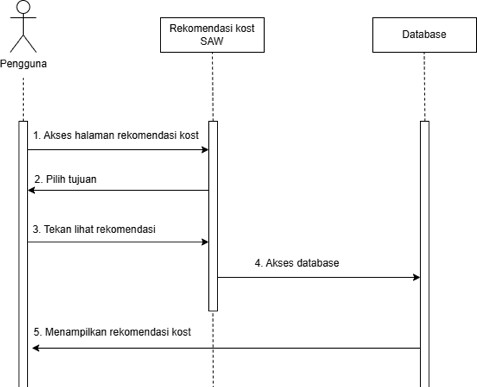 Rekomendasi kost
SAW
Database
Pengguna
1. Akses halaman rekomendasi kost
2. Pilih tujuan
3. Tekan lihat rekomendasi
4. Akses database
5. Menampilkan rekomendasi kost